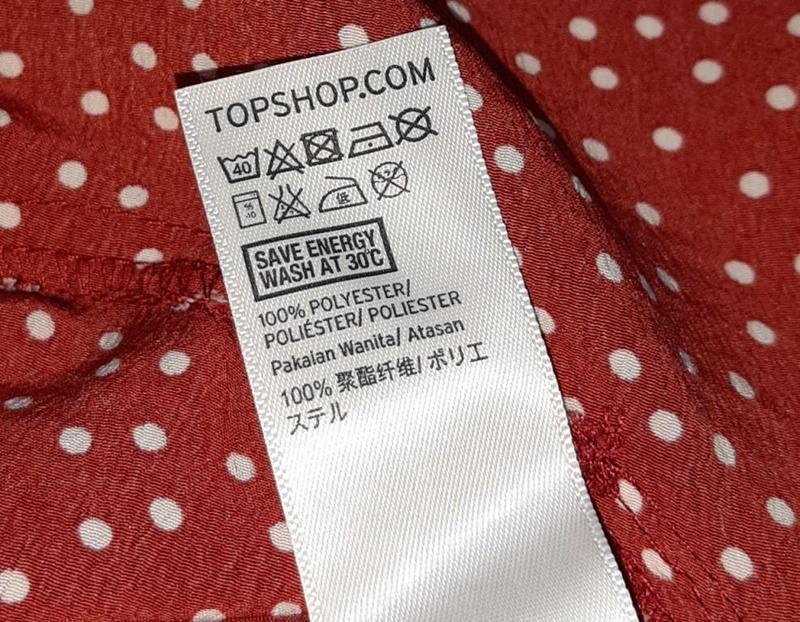 TOPSHOP.COM
40
低
SAVE ENERGY
WASH AT 30°C
100% POLYESTER/
POLIÉSTER/ POLIESTER
Pakaian Wanita/ Atasan
100% 聚酯纤维/ ポリエ
ステル